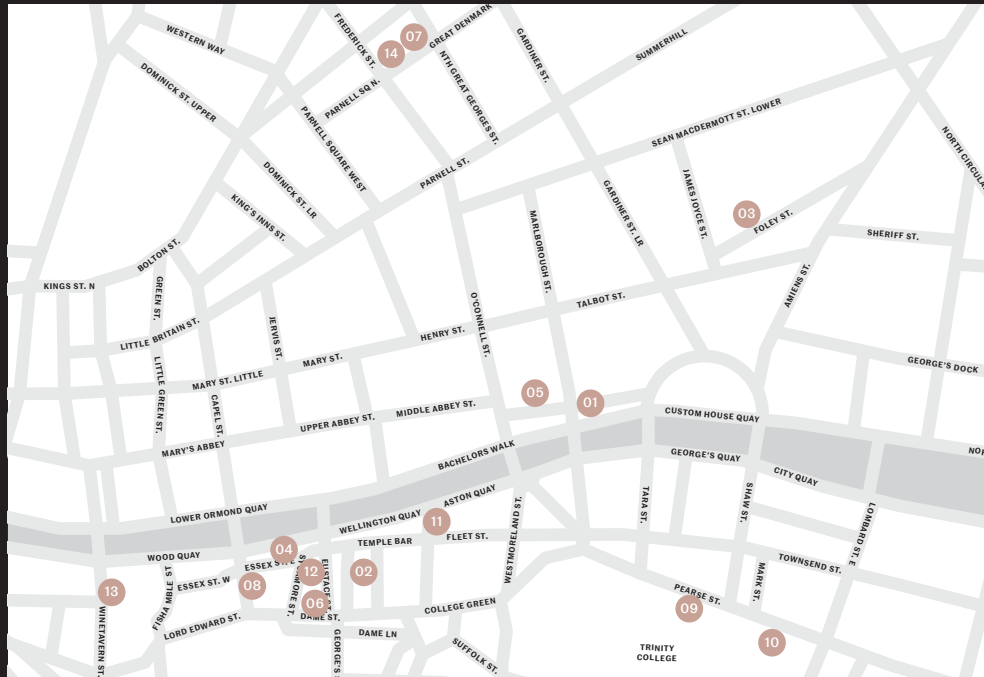 WESTERN WAY
FREDERICK ST.
07
14
GREAT DENMARK
GARDINER ST.
SUMMERHILL
DOMINICK ST. UPPER
PARNELL SQ N.
NTH GREAT GEORGES ST.
PARNELL SQUARE WEST
SEAN MACDERMOTT ST. LOWER
NORTH CIRCULA
DOMINICK ST. LR
PARNELL ST.
JAMES JOYCE ST.
GARDINER ST. LR
KING'S INNS ST.
MARLBOROUGH ST.
03
FOLEY ST.
SHERIFF ST.
BOLTON ST.
KINGS ST. N
GREEN ST.
AMIENS ST.
TALBOT ST.
O'CONNELL ST.
LITTLE BRITAIN ST.
JERVIS ST.
HENRY ST.
MARY ST.
GEORGE'S DOCK
MARY ST. LITTLE
LITTLE GREEN ST.
CAPEL ST.
05
01
MIDDLE ABBEY ST.
UPPER ABBEY ST.
CUSTOM HOUSE QUAY
MARY'S ABBEY
BACHELORS WALK
GEORGE'S QUAY
NOR
CITY QUAY
ASTON QUAY
TARA ST.
SHAW ST.
LOWER ORMOND QUAY
WELLINGTON QUAY
11
WESTMORELAND ST.
LOMBARD ST. E
FLEET ST.
TEMPLE BAR
WOOD QUAY
04
TOWNSEND ST.
ESSEX ST. W
08
12
EUSTACE ST.
02
MARK ST.
PEARSE ST.
13
FISHAMBLE ST
06
09
COLLEGE GREEN
DAME ST.
LORD EDWARD ST.
DAME LN
WINETAVERN ST.
GEORGE'S
SUFFOLK ST.
10
TRINITY
COLLEGE